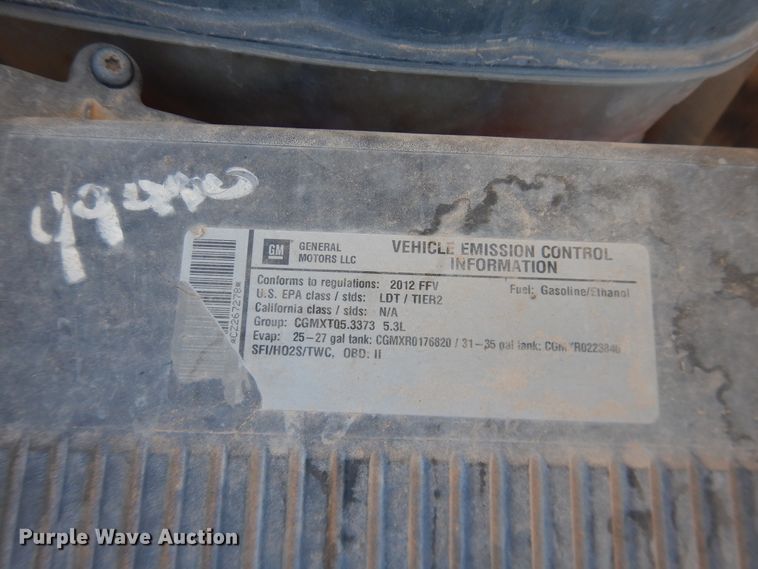 GM GENERAL MOTORS LLC
VEHICLE EMISSION CONTROL
INFORMATION
Conforms to regulations: 2012 FFV Fuel: Gasoline/Ethanol
U.S. EPA class / stds: LDT / TIER2
California class / stds: N/A
Group: CGMXT05.3373 5.3L
Evap: 25-27 gal tank: CGMXR0176820 / 31-35 gal tank:
SFI/HO2S/TWC, OBD: II
Purple Wave Auction